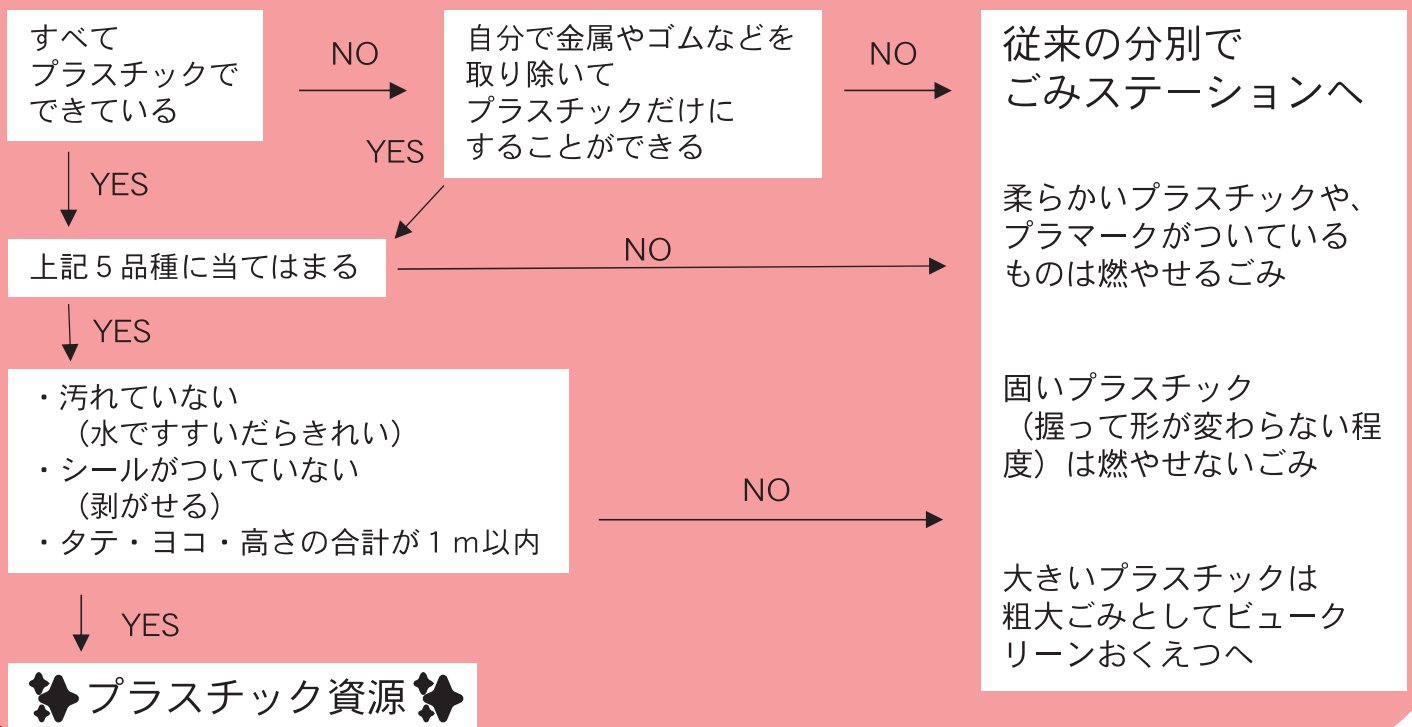 すべて
プラスチックで
できている
NO
自分で金属やゴムなどを
取り除いて
プラスチックだけに
することができる
NO
YES
YES
上記5品種に当てはまる
NO
YES
・汚れていない
（水ですすいだらきれい）
・シールがついていない
（剥がせる）
・タテ・ヨコ・高さの合計が1m以内
NO
YES
プラスチック資源
従来の分別で
ごみステーションへ
柔らかいプラスチックや、
プラマークがついている
ものは燃やせるごみ
固いプラスチック
（握って形が変わらない程
度）は燃やせないごみ
大きいプラスチックは
粗大ごみとしてビューク
リーンおくえつへ